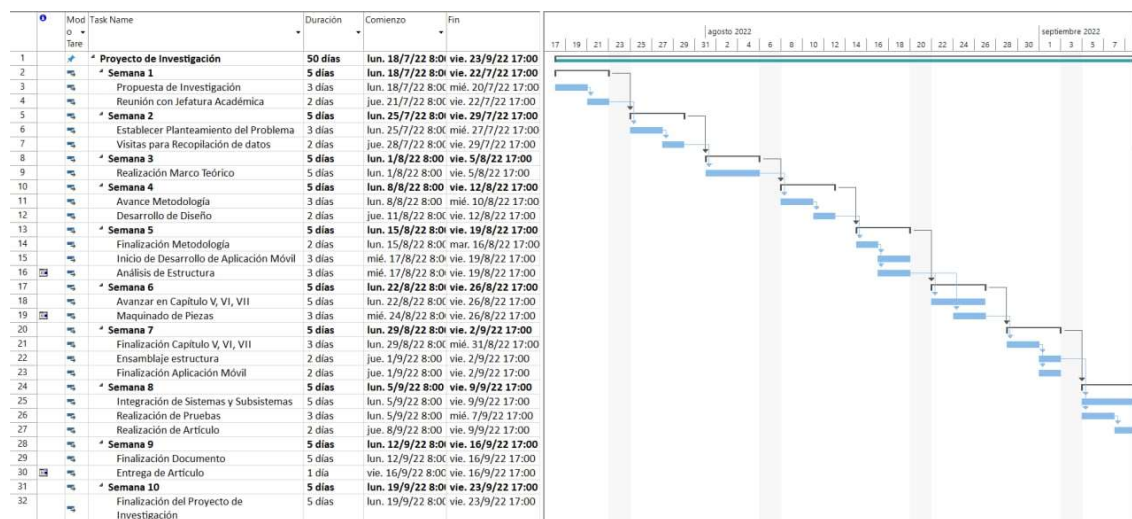 Mod
o
Tare
Task Name Duración Comienzo Fin
agosto 2022 septiembre 2022
17 19 21 23 25 27 29 31 2 4 6 8 10 12 14 16 18 20 22 24 26 28 30 1 3 5 7
1 Proyecto de Investigación 50 días lun. 18/7/22 8:00 vie. 23/9/22 17:00
2 Semana 1 5 días lun. 18/7/22 8:00 vie. 22/7/22 17:00
3 Propuesta de Investigación 3 días lun. 18/7/22 8:00 mié. 20/7/22 17:00
4 Reunión con Jefatura Académica 2 días jue. 21/7/22 8:00 vie. 22/7/22 17:00
5 Semana 2 5 días lun. 25/7/22 8:00 vie. 29/7/22 17:00
6 Establecer Planteamiento del Problema 3 días lun. 25/7/22 8:00 mié. 27/7/22 17:00
7 Visitas para Recopilación de datos 2 días jue. 28/7/22 8:00 vie. 29/7/22 17:00
8 Semana 3 5 días lun. 1/8/22 8:00 vie. 5/8/22 17:00
9 Realización Marco Teórico 5 días lun. 1/8/22 8:00 vie. 5/8/22 17:00
10 Semana 4 5 días lun. 8/8/22 8:00 vie. 12/8/22 17:00
11 Avance Metodología 3 días lun. 8/8/22 8:00 mié. 10/8/22 17:00
12 Desarrollo de Diseño 2 días jue. 11/8/22 8:00 vie. 12/8/22 17:00
13 Semana 5 5 días lun. 15/8/22 8:00 vie. 19/8/22 17:00
14 Finalización Metodología 2 días lun. 15/8/22 8:00 mar. 16/8/22 17:00
15 Inicio de Desarrollo de Aplicación Móvil 3 días mié. 17/8/22 8:00 vie. 19/8/22 17:00
16 Análisis de Estructura 3 días mié. 17/8/22 8:00 vie. 19/8/22 17:00
17 Semana 6 5 días lun. 22/8/22 8:00 vie. 26/8/22 17:00
18 Avanzar en Capítulo V, VI, VII 5 días lun. 22/8/22 8:00 vie. 26/8/22 17:00
19 Maquinado de Piezas 3 días mié. 24/8/22 8:00 vie. 26/8/22 17:00
20 Semana 7 5 días lun. 29/8/22 8:00 vie. 2/9/22 17:00
21 Finalización Capítulo V, VI, VII 3 días lun. 29/8/22 8:00 mié. 31/8/22 17:00
22 Ensamblaje estructura 2 días jue. 1/9/22 8:00 vie. 2/9/22 17:00
23 Finalización Aplicación Móvil 2 días jue. 1/9/22 8:00 vie. 2/9/22 17:00
24 Semana 8 5 días lun. 5/9/22 8:00 vie. 9/9/22 17:00
25 Integración de Sistemas y Subsistemas 5 días lun. 5/9/22 8:00 vie. 9/9/22 17:00
26 Realización de Pruebas 3 días lun. 5/9/22 8:00 mié. 7/9/22 17:00
27 Realización de Artículo 2 días jue. 8/9/22 8:00 vie. 9/9/22 17:00
28 Semana 9 5 días lun. 12/9/22 8:00 vie. 16/9/22 17:00
29 Finalización Documento 5 días lun. 12/9/22 8:00 vie. 16/9/22 17:00
30 Entrega de Artículo 1 día vie. 16/9/22 8:00 vie. 16/9/22 17:00
31 Semana 10 5 días lun. 19/9/22 8:00 vie. 23/9/22 17:00
32 Finalización del Proyecto de 5 días lun. 19/9/22 8:00 vie. 23/9/22 17:00
Investigación